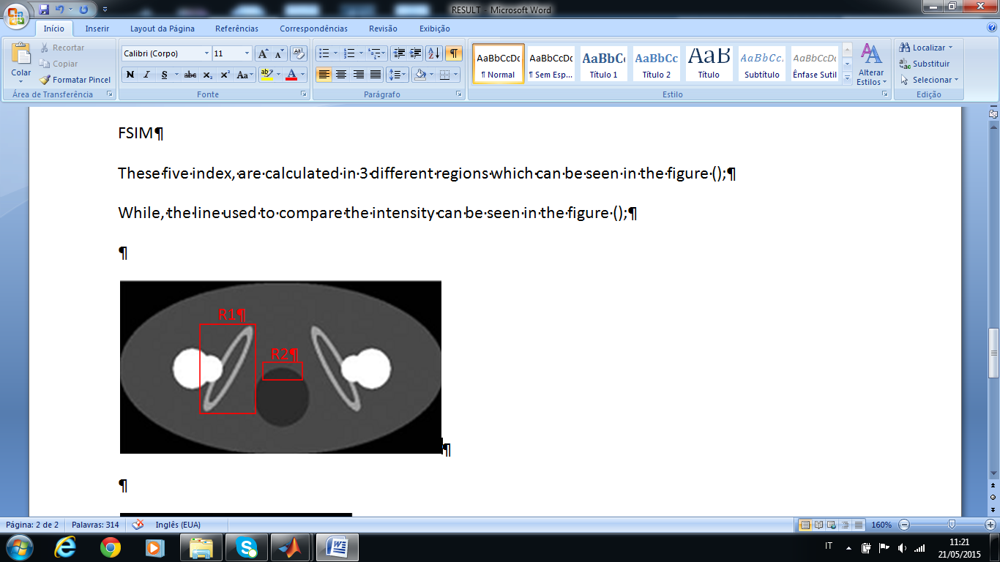 RESULT - Microsoft Word
Início Inserir Layout da Página Referências Correspondências Revisão Exibição
Colar
Recortar
Copiar
Formatar Pincel
Área de Transferência
Calibri (Corpo) 11
N I S abc x₂ x² Aa
Fonte
Parágrafo
AaBbCcDc AaBbCcDc AaBbC AaBbCc AaB AaBbCc. AaBbCcDc
¶ Normal ¶ Sem Esp... Título 1 Título 2 Título Subtítulo Ênfase Sutil
Alterar
Estilos
Estilo
Localizar
Substituir
Selecionar
Edição
FSIM¶
These·five·index,·are·calculated·in·3·different·regions·which·can·be·seen·in·the·figure·();¶
While,·the·line·used·to·compare·the·intensity·can·be·seen·in·the·figure·();¶
¶
R1¶
R2¶
¶
¶
Página: 2 de 2 Palavras: 314 Inglês (EUA) 160%
IT
11:21
21/05/2015